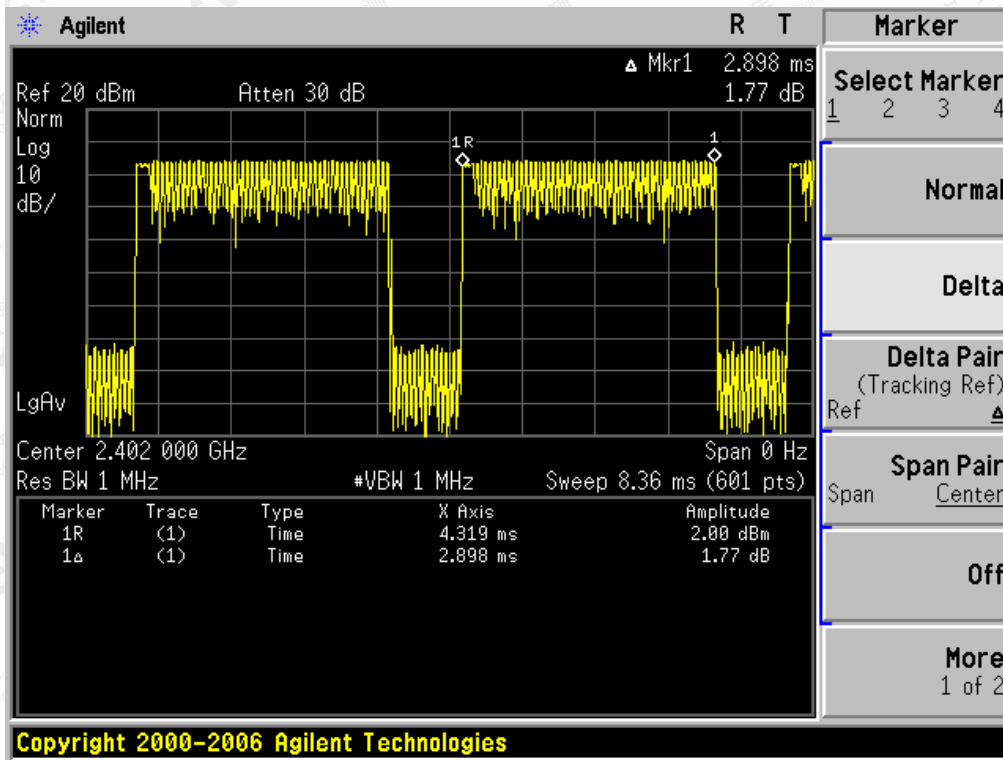 Agilent
R T
Marker
Δ Mkr1 2.898 ms
Ref 20 dBm Atten 30 dB 1.77 dB
Norm
Log
10
dB/
1R
1
LgAv
Center 2.402 000 GHz Span 0 Hz
Res BW 1 MHz #VBW 1 MHz Sweep 8.36 ms (601 pts)
Marker Trace Type X Axis Amplitude
1R (1) Time 4.319 ms 2.00 dBm
1Δ (1) Time 2.898 ms 1.77 dB
Select Marker
1 2 3 4
Normal
Delta
Delta Pair
(Tracking Ref)
Ref Δ
Span Pair
Span Center
Off
More
1 of 2
Copyright 2000-2006 Agilent Technologies